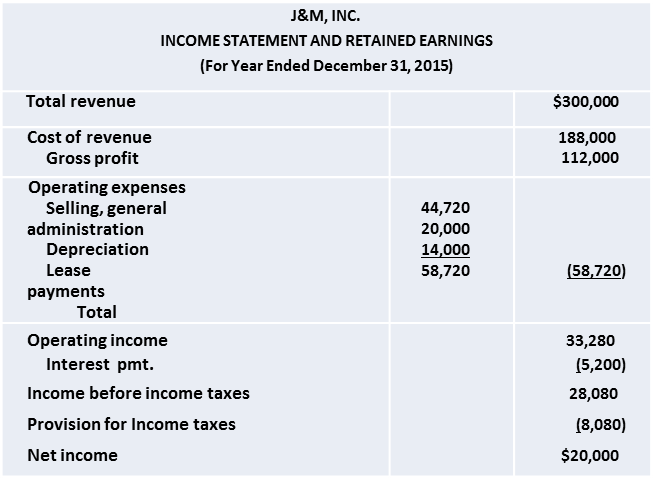 J&M, INC.
INCOME STATEMENT AND RETAINED EARNINGS
(For Year Ended December 31, 2015)
Total revenue $300,000
Cost of revenue 188,000
Gross profit 112,000
Operating expenses
Selling, general 44,720
administration 20,000
Depreciation 14,000
Lease 58,720 (58,720)
payments
Total
Operating income 33,280
Interest pmt. (5,200)
Income before income taxes 28,080
Provision for Income taxes (8,080)
Net income $20,000